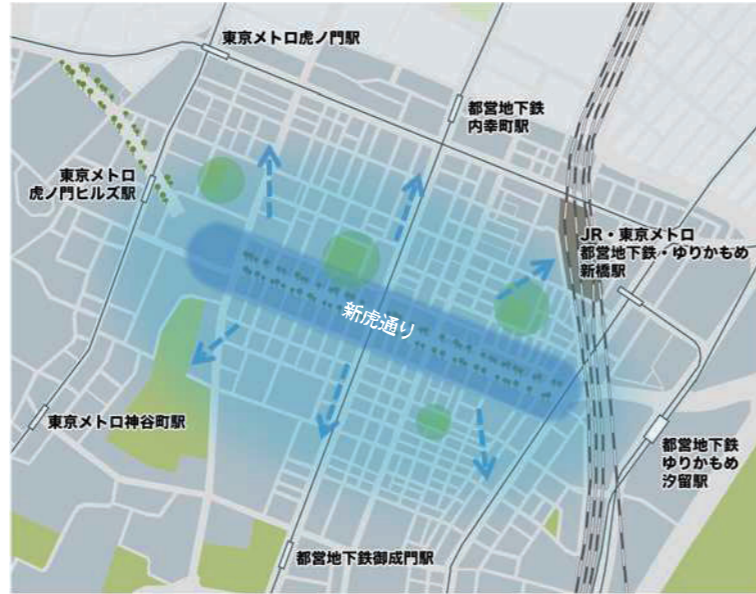 東京メトロ虎ノ門駅
都営地下鉄
内幸町駅
東京メトロ
虎ノ門ヒルズ駅
JR・東京メトロ
都営地下鉄・ゆりかもめ
新橋駅
新虎通り
東京メトロ神谷町駅
都営地下鉄
ゆりかもめ
汐留駅
都営地下鉄御成門駅